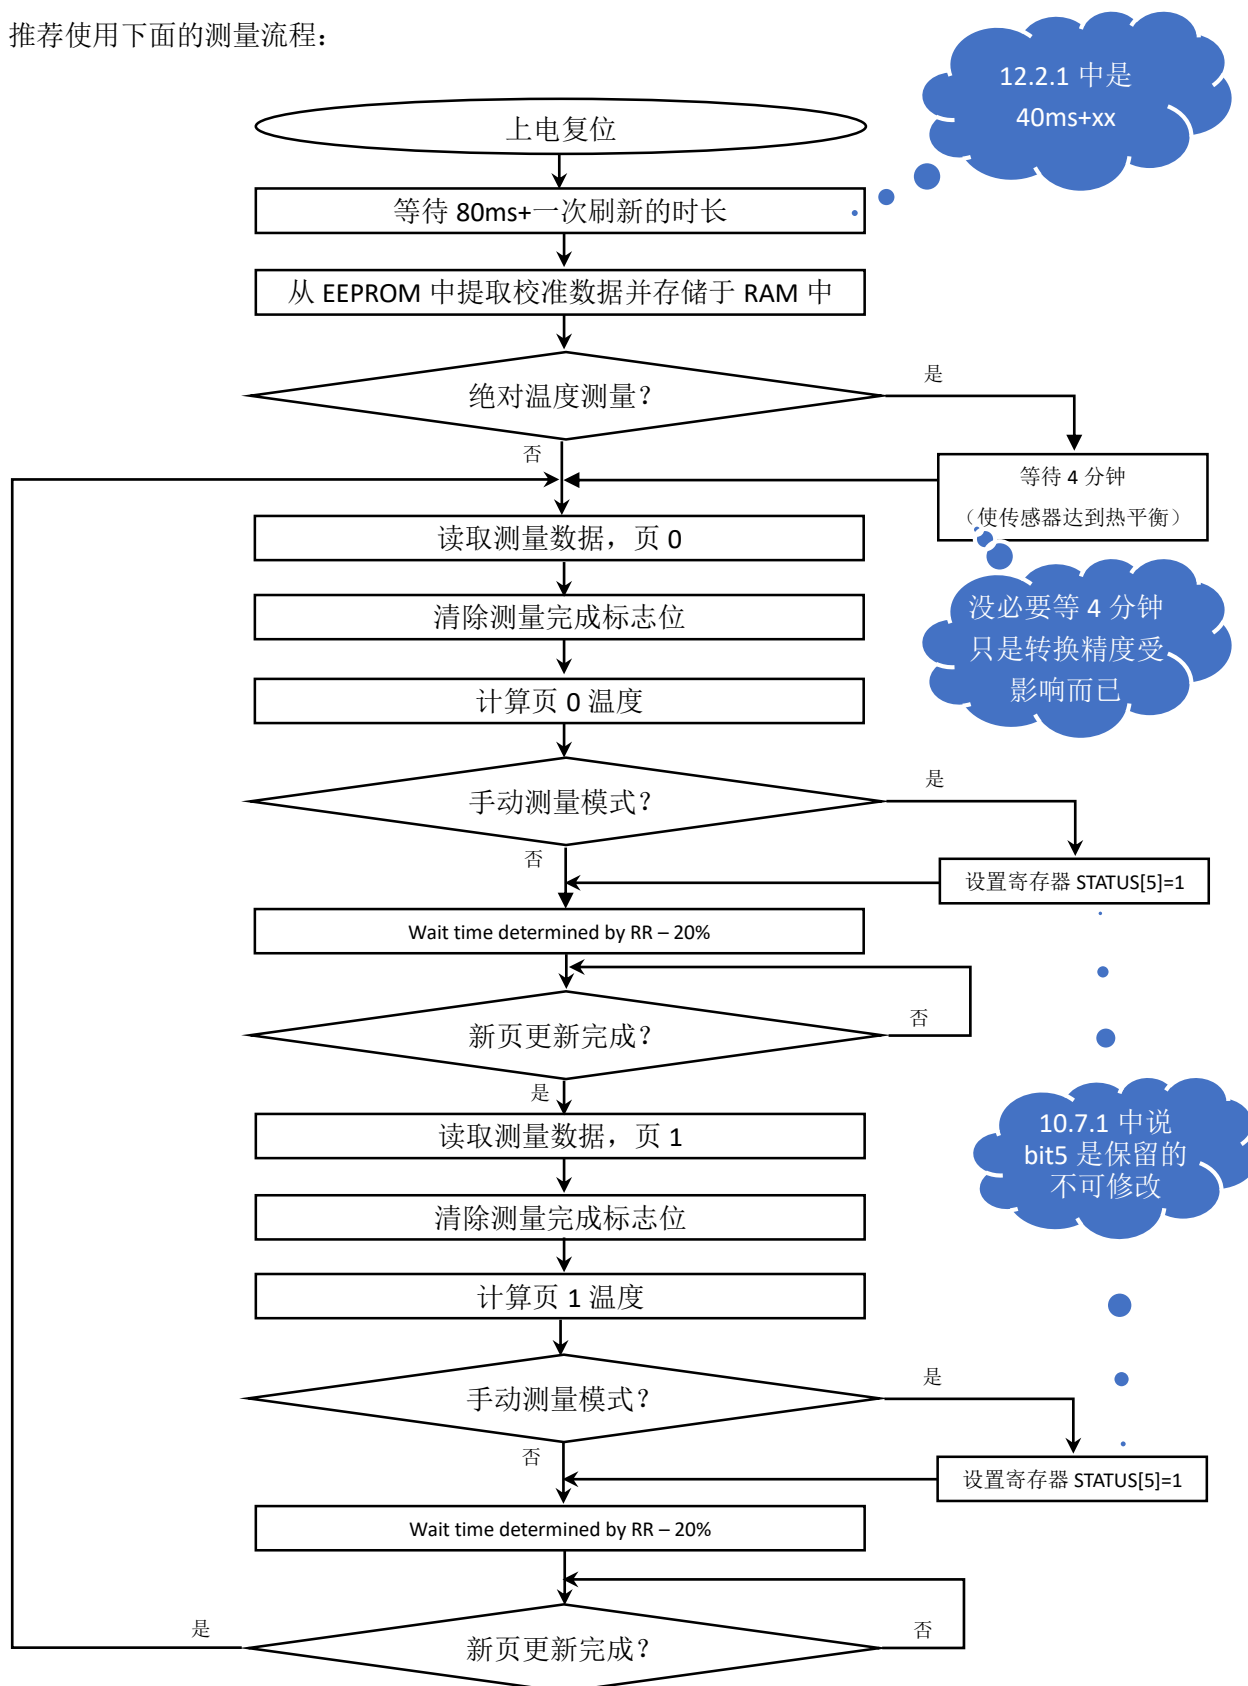 推荐使用下面的测量流程：
12.2.1 中是
40ms+xx
上电复位
等待 80ms+一次刷新的时长
从 EEPROM 中提取校准数据并存储于 RAM 中
绝对温度测量？
是
否
等待 4 分钟
（使传感器达到热平衡）
读取测量数据，页 0
没必要等 4 分钟
只是转换精度受
影响而已
清除测量完成标志位
计算页 0 温度
手动测量模式？
是
否
设置寄存器 STATUS[5]=1
Wait time determined by RR – 20%
新页更新完成？
否
是
10.7.1 中说
bit5 是保留的
不可修改
读取测量数据，页 1
清除测量完成标志位
计算页 1 温度
手动测量模式？
是
否
设置寄存器 STATUS[5]=1
Wait time determined by RR – 20%
是
新页更新完成？
否